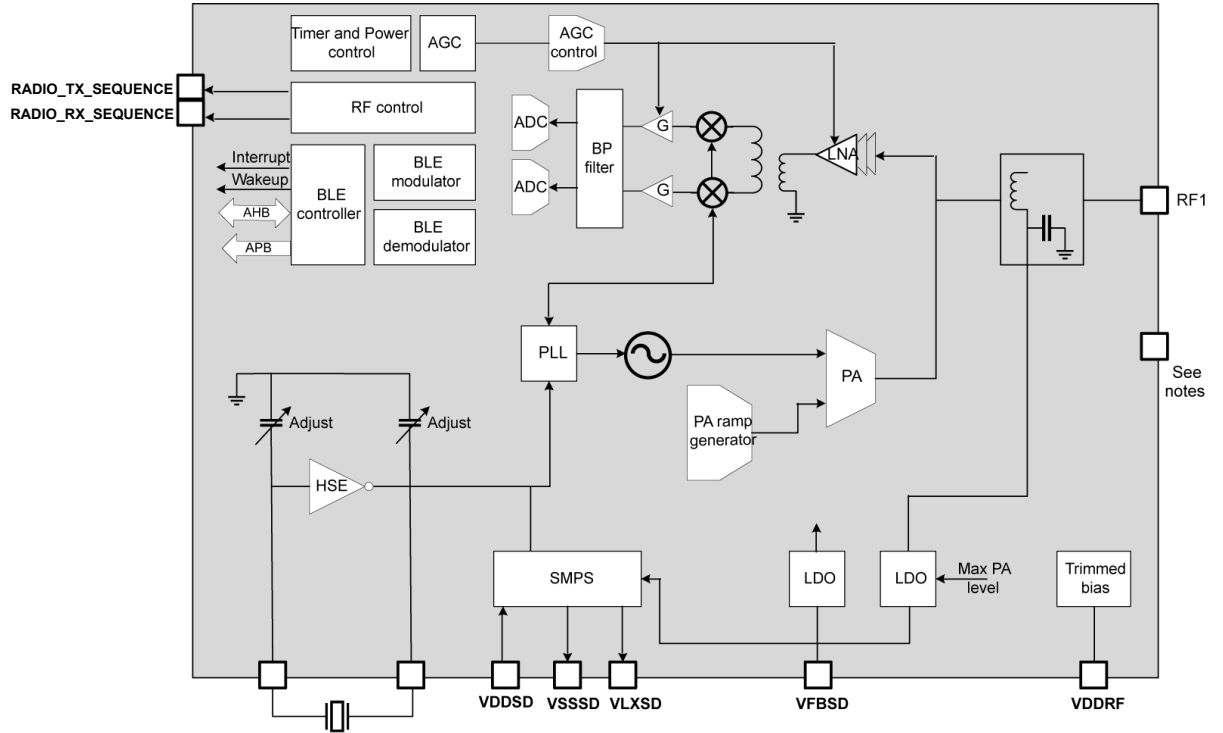 Timer and Power
control
AGC
AGC
control
RADIO_TX_SEQUENCE
RADIO_RX_SEQUENCE
RF control
ADC
ADC
BP
filter
G
G
LNA
Interrupt
Wakeup
AHB
APB
BLE
controller
BLE
modulator
BLE
demodulator
RF1
PLL
PA
See
notes
PA ramp
generator
Adjust
Adjust
HSE
SMPS
LDO
LDO
Max PA
level
Trimmed
bias
VDDSD
VSSSD
VLXSD
VFBSD
VDDRF